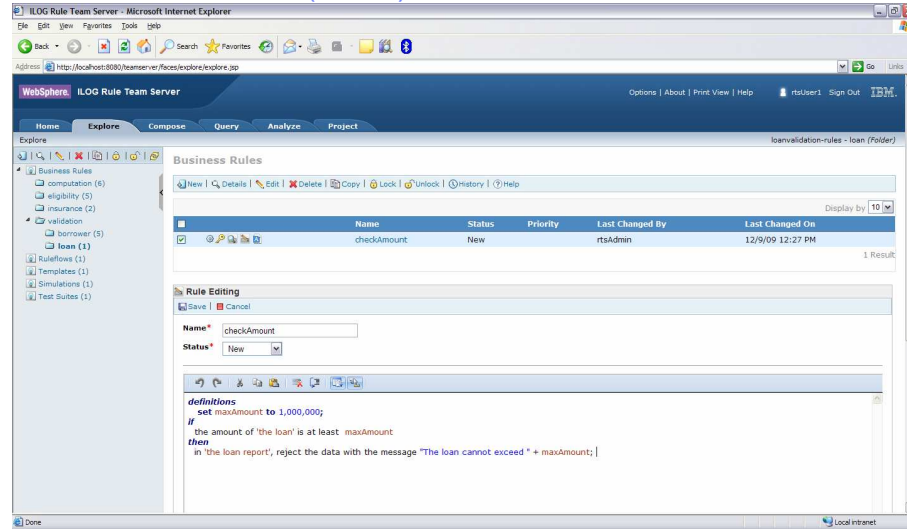 ILOG Rule Team Server - Microsoft Internet Explorer
File Edit View Favorites Tools Help
Back Search Favorites
Address http://localhost:8080/teamserver/faces/explore/explore.jsp Go Links
WebSphere. ILOG Rule Team Server Options | About | Print View | Help rtsUser1 Sign Out IBM.
Home Explore Compose Query Analyze Project
Explore loanvalidation-rules - loan (Folder)
Business Rules
computation (6)
eligibility (5)
insurance (2)
validation
borrower (5)
loan (1)
Ruleflows (1)
Templates (1)
Simulations (1)
Test Suites (1)
Business Rules
New | Details | Edit | Delete | Copy | Lock | Unlock | History | Help
Display by 10
Name Status Priority Last Changed By Last Changed On
checkAmount New rtsAdmin 12/9/09 12:27 PM
1 Result
Rule Editing
Save | Cancel
Name* checkAmount
Status* New
definitions
set maxAmount to 1,000,000;
if
the amount of 'the loan' is at least maxAmount
then
in 'the loan report', reject the data with the message "The loan cannot exceed " + maxAmount;
Done Local intranet